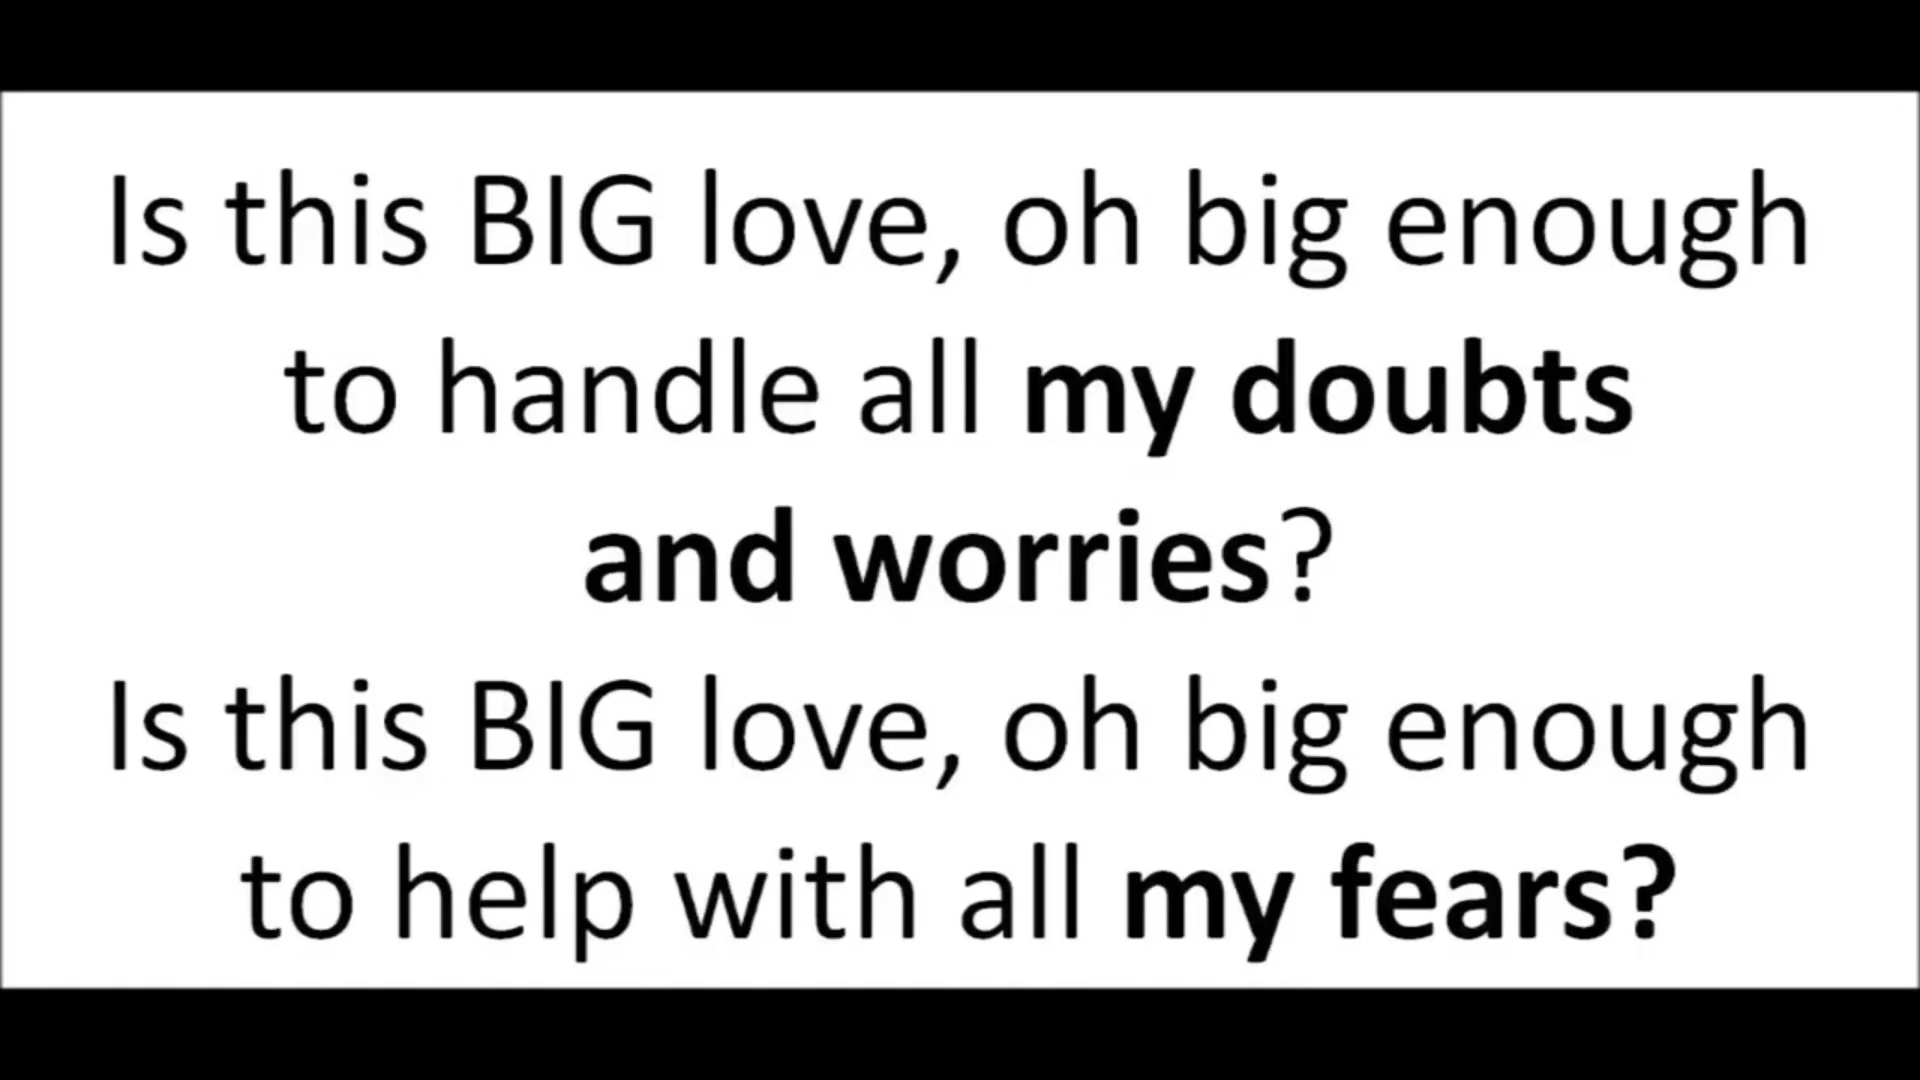 Is this BIG love, oh big enough
to handle all my doubts
and worries?
Is this BIG love, oh big enough
to help with all my fears?